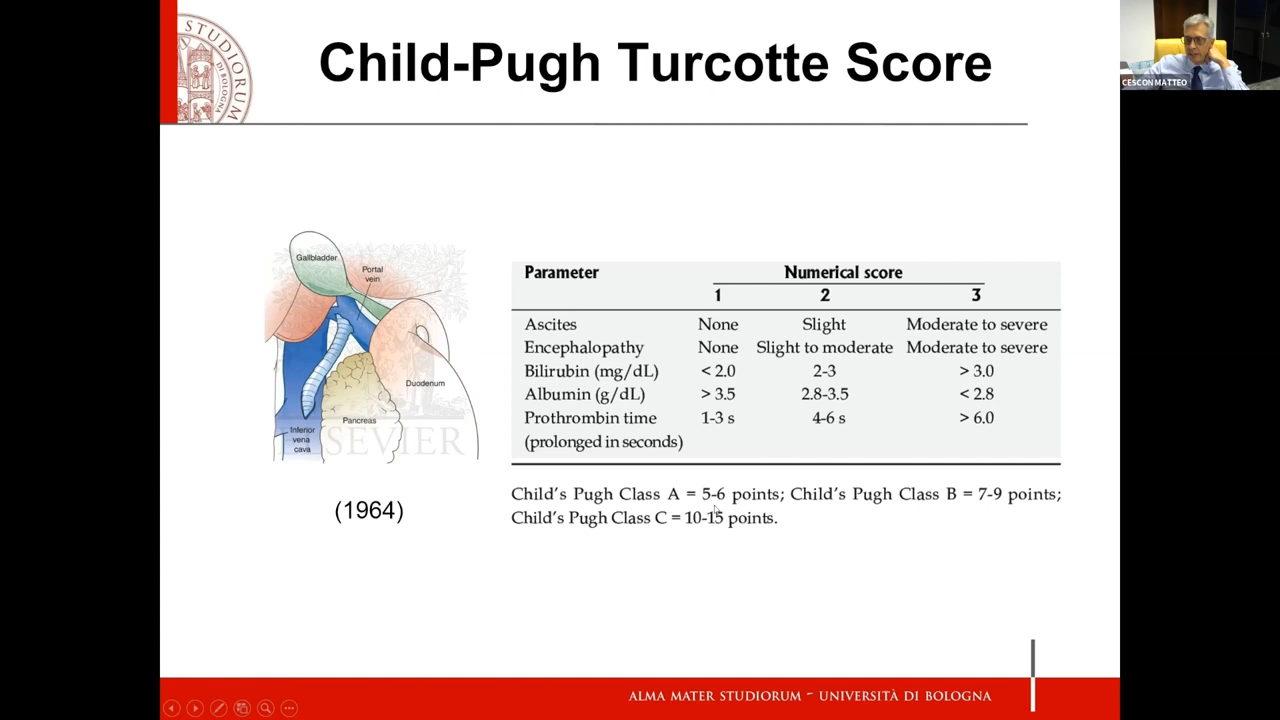 Child-Pugh Turcotte Score
CESCON MATTEO
STUDIORUM
DI BOLOGNA
Gallbladder
Portal
vein
Duodenum
Pancreas
Inferior
vena
cava
SEVIER
(1964)
Parameter Numerical score
1 2 3
Ascites None Slight Moderate to severe
Encephalopathy None Slight to moderate Moderate to severe
Bilirubin (mg/dL) < 2.0 2-3 > 3.0
Albumin (g/dL) > 3.5 2.8-3.5 < 2.8
Prothrombin time 1-3 s 4-6 s > 6.0
(prolonged in seconds)
Child's Pugh Class A = 5-6 points; Child's Pugh Class B = 7-9 points;
Child's Pugh Class C = 10-15 points.
ALMA MATER STUDIORUM ~ UNIVERSITÀ DI BOLOGNA